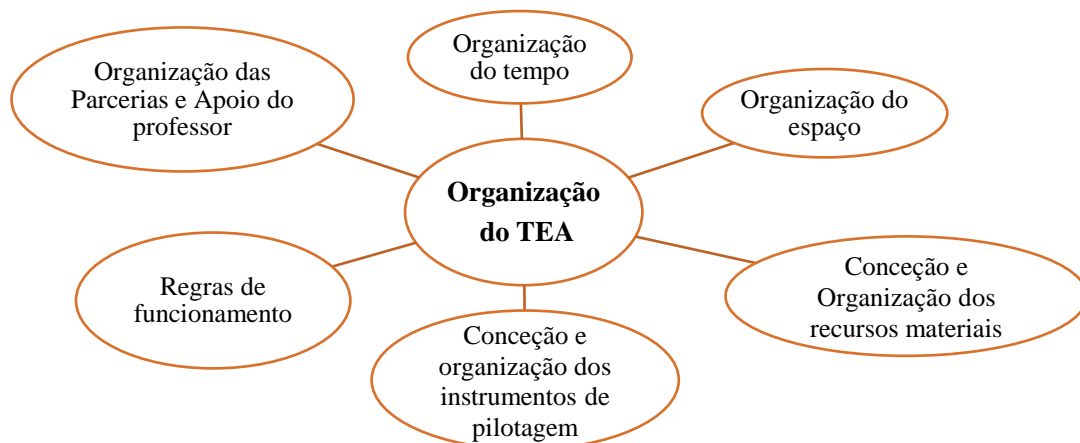 Organização das
Parcerias e Apoio do
professor
Organização
do tempo
Organização do
espaço
Organização
do TEA
Regras de
funcionamento
Conceção e
organização dos
instrumentos de
pilotagem
Conceção e
Organização dos
recursos materiais